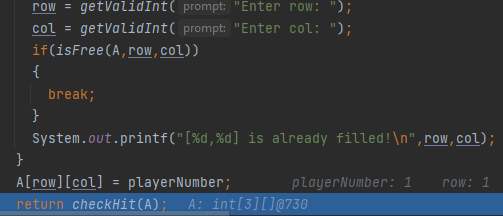 row = getValidInt( prompt: "Enter row: ");
col = getValidInt( prompt: "Enter col: ");
if(isFree(A,row,col))
{
break;
}
System.out.printf("[%d,%d] is already filled!\n",row,col);
}
A[row][col] = playerNumber; playerNumber: 1 row: 1
return checkHit(A); A: int[3][]@730